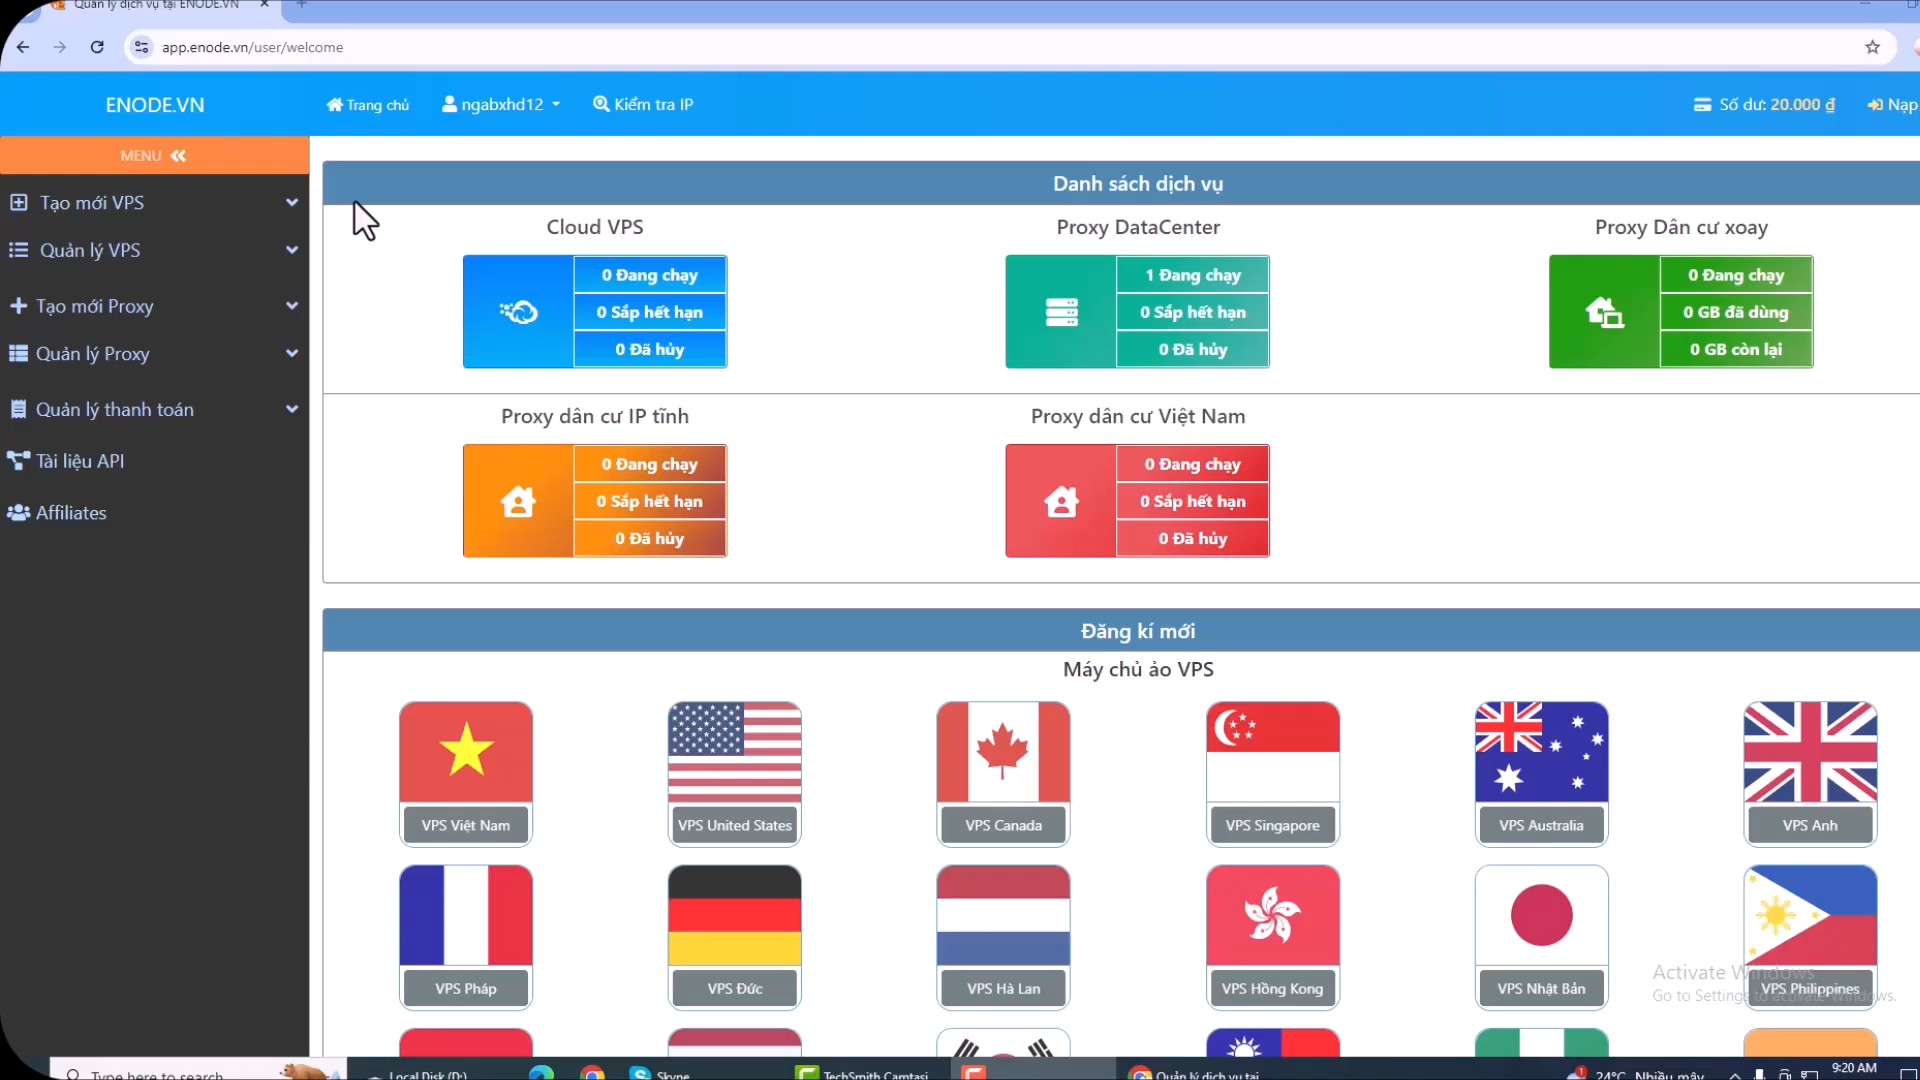 Quản lý dịch vụ tại ENODE.VN
app.enode.vn/user/welcome
ENODE.VN
Trang chủ
ngabxhd12
Kiểm tra IP
Số dư: 20.000 ₫
Nạp
MENU
Tạo mới VPS
Quản lý VPS
Tạo mới Proxy
Quản lý Proxy
Quản lý thanh toán
Tài liệu API
Affiliates
Danh sách dịch vụ
Cloud VPS
0 Đang chạy
0 Sắp hết hạn
0 Đã hủy
Proxy DataCenter
1 Đang chạy
0 Sắp hết hạn
0 Đã hủy
Proxy Dân cư xoay
0 Đang chạy
0 GB đã dùng
0 GB còn lại
Proxy dân cư IP tĩnh
0 Đang chạy
0 Sắp hết hạn
0 Đã hủy
Proxy dân cư Việt Nam
0 Đang chạy
0 Sắp hết hạn
0 Đã hủy
Đăng kí mới
Máy chủ ảo VPS
VPS Việt Nam
VPS United States
VPS Canada
VPS Singapore
VPS Australia
VPS Anh
VPS Pháp
VPS Đức
VPS Hà Lan
VPS Hồng Kong
VPS Nhật Bản
VPS Philippines
Activate Windows
Go to Settings to activate Windows.
Type here to search
Local Disk (D:)
Skype
TechSmith Camtasi
Quản lý dịch vụ tại
1
24°C Nhiều mây
9:20 AM